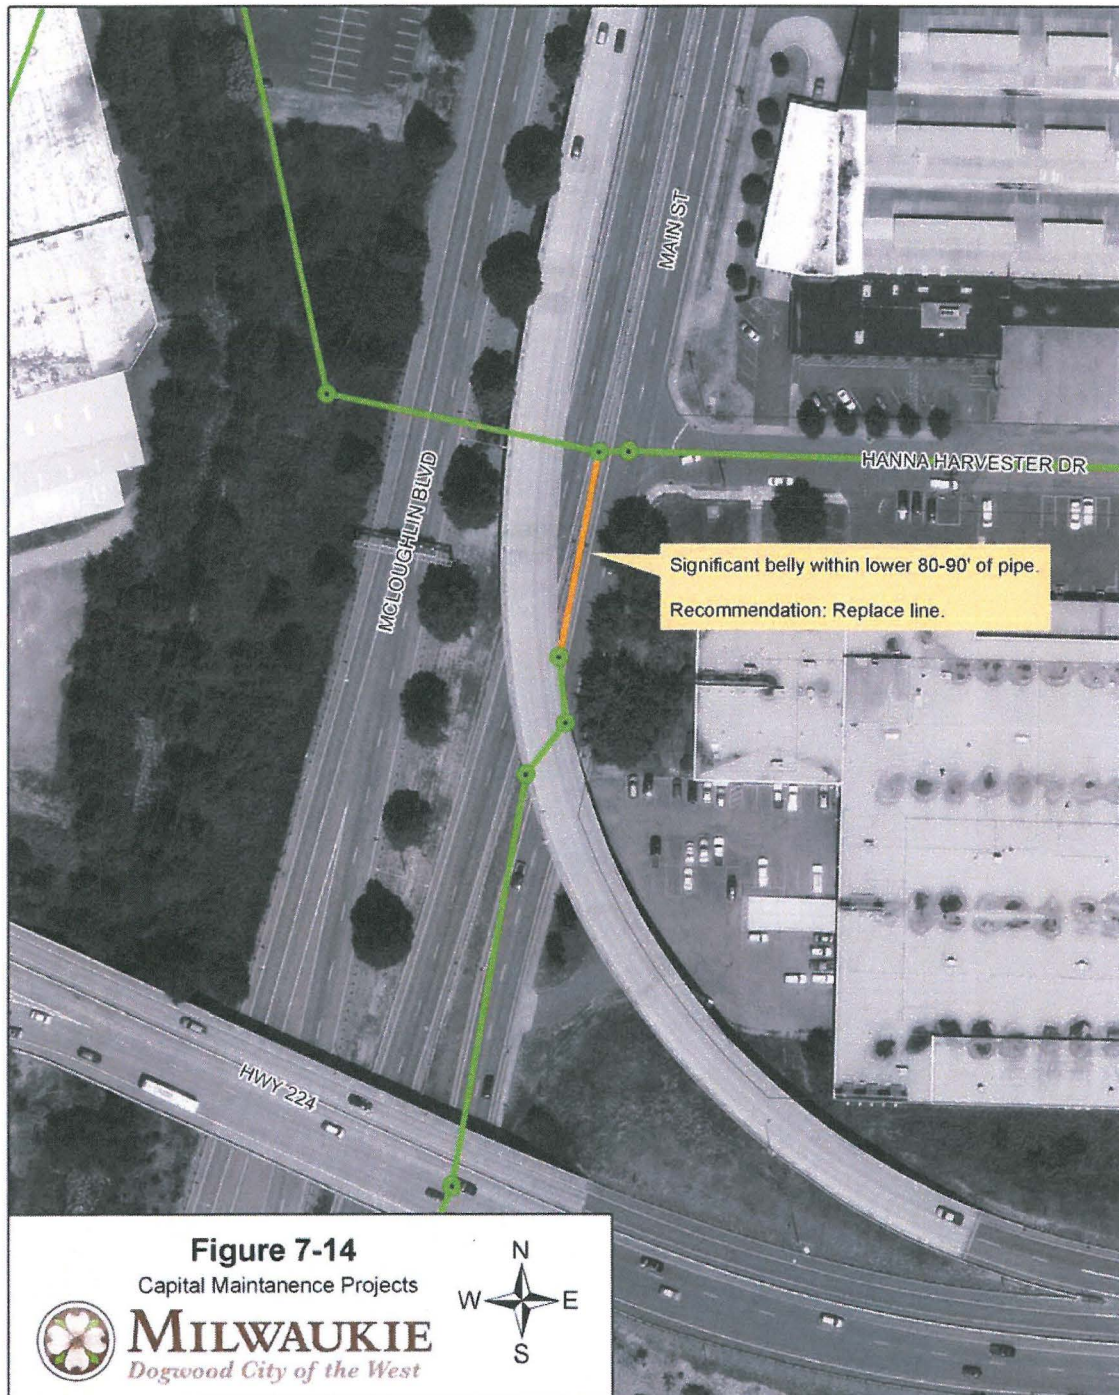 MAIN ST
HANNA HARVESTER DR
MCLOUGHLIN BLVD
Significant belly within lower 80-90' of pipe.
Recommendation: Replace line.
HWY 224
Figure 7-14
Capital Maintanence Projects
MILWAUKIE
Dogwood City of the West
N
W
E
S